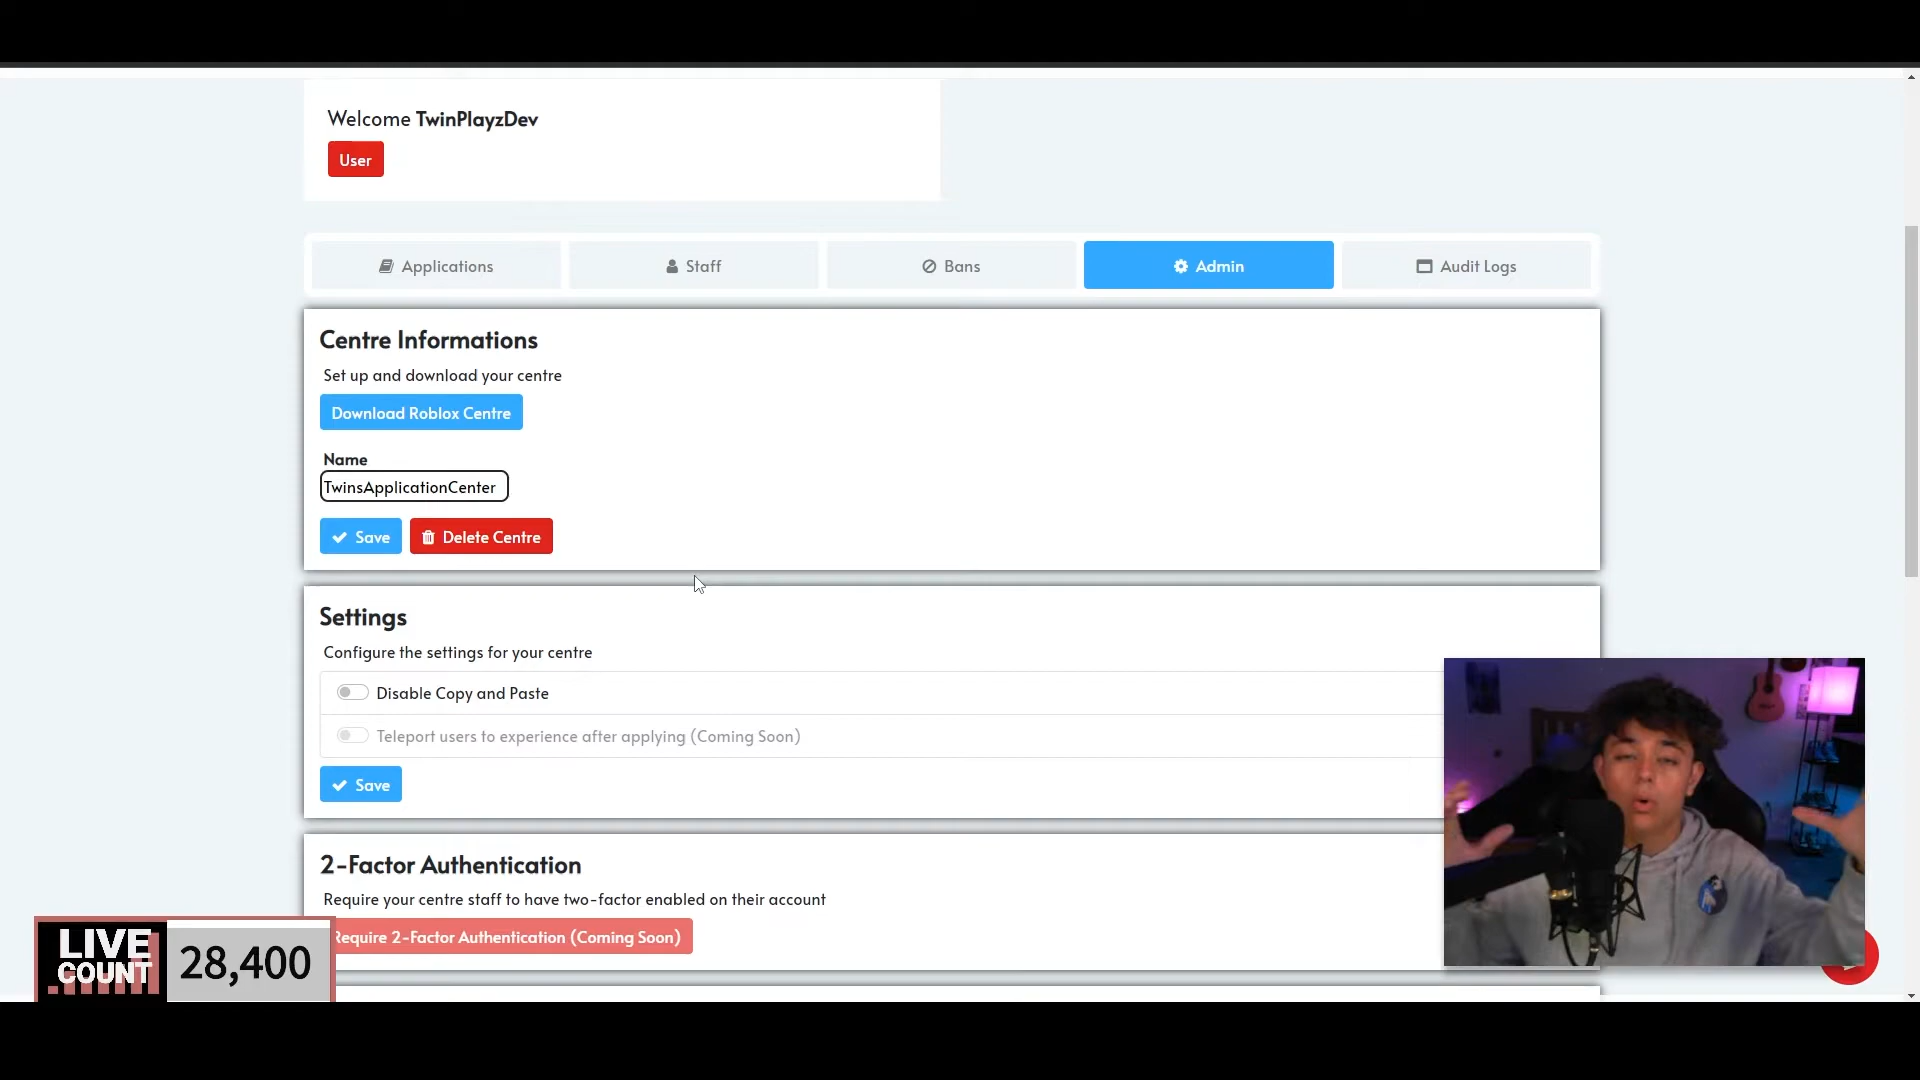 Welcome TwinPlayzDev
User
Applications
Staff
Bans
Admin
Audit Logs
Centre Informations
Set up and download your centre
Download Roblox Centre
Name
TwinsApplicationCenter
Save
Delete Centre
Settings
Configure the settings for your centre
Disable Copy and Paste
Teleport users to experience after applying (Coming Soon)
Save
2-Factor Authentication
Require your centre staff to have two-factor enabled on their account
Require 2-Factor Authentication (Coming Soon)
LIVE
COUNT
28,400